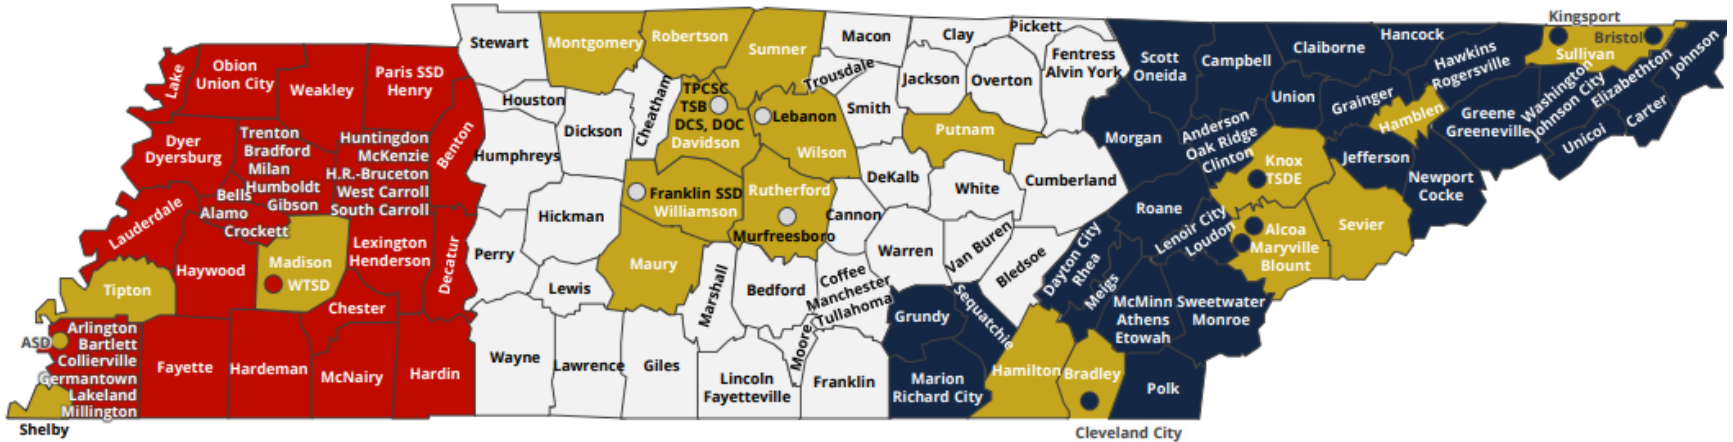 Lake
Obion
Union City
Weakley
Paris SSD
Henry
Stewart
Montgomery
Robertson
Sumner
Macon
Clay
Pickett
Fentress
Alvin York
Scott
Oneida
Campbell
Claiborne
Hancock
Hawkins
Rogersville
Kingsport
Bristol
Sullivan
Johnson
Dyer
Dyersburg
Trenton
Bradford
Milan
Humboldt
Gibson
Huntingdon
McKenzie
H.R.-Bruceton
West Carroll
South Carroll
Benton
Houston
Humphreys
Dickson
Cheatham
TPCSC
TSB
DCS, DOC
Davidson
Lebanon
Wilson
Trousdale
Smith
Jackson
Overton
Putnam
Morgan
Anderson
Oak Ridge
Clinton
Union
Grainger
Hamblen
Greene
Greeneville
Washington
Johnson City
Elizabethton
Carter
Unicoi
Lauderdale
Bells
Alamo
Crockett
Haywood
Madison
WTSD
Lexington
Henderson
Decatur
Perry
Hickman
Franklin SSD
Williamson
Rutherford
Murfreesboro
Cannon
DeKalb
White
Cumberland
Roane
Knox
TSDE
Jefferson
Newport
Cocke
Sevier
Alcoa
Maryville
Blount
Lenoir City
Loudon
Tipton
Chester
Lewis
Maury
Marshall
Bedford
Coffee
Manchester
Tullahoma
Warren
Van Buren
Bledsoe
Dayton City
Rhea
Meigs
McMinn
Athens
Etowah
Sweetwater
Monroe
ASD
Arlington
Bartlett
Collierville
Germantown
Lakeland
Millington
Shelby
Fayette
Hardeman
McNairy
Hardin
Wayne
Lawrence
Giles
Lincoln
Fayetteville
Moore
Franklin
Grundy
Sequatchie
Marion
Richard City
Hamilton
Bradley
Polk
Cleveland City